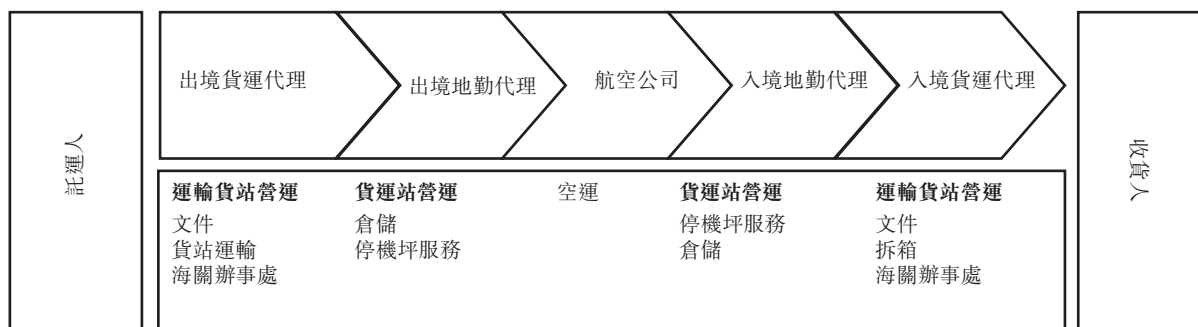 託運人
出境貨運代理
出境地勤代理
航空公司
入境地勤代理
入境貨運代理
收貨人
運輸貨站營運
文件
貨站運輸
海關辦事處
貨運站營運
倉儲
停機坪服務
空運
貨運站營運
停機坪服務
倉儲
運輸貨站營運
文件
拆箱
海關辦事處